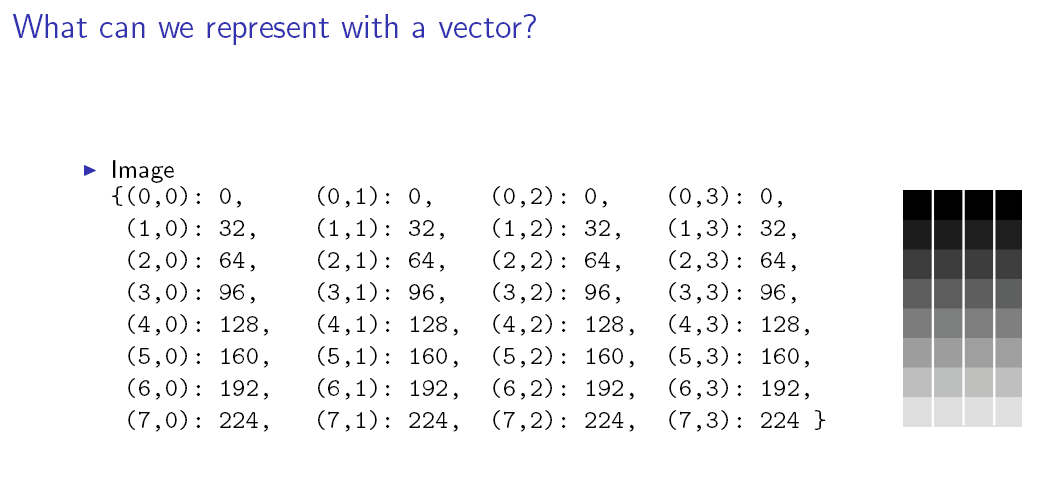 What can we represent with a vector?
▶ Image
{(0,0): 0, (0,1): 0, (0,2): 0, (0,3): 0,
(1,0): 32, (1,1): 32, (1,2): 32, (1,3): 32,
(2,0): 64, (2,1): 64, (2,2): 64, (2,3): 64,
(3,0): 96, (3,1): 96, (3,2): 96, (3,3): 96,
(4,0): 128, (4,1): 128, (4,2): 128, (4,3): 128,
(5,0): 160, (5,1): 160, (5,2): 160, (5,3): 160,
(6,0): 192, (6,1): 192, (6,2): 192, (6,3): 192,
(7,0): 224, (7,1): 224, (7,2): 224, (7,3): 224 }